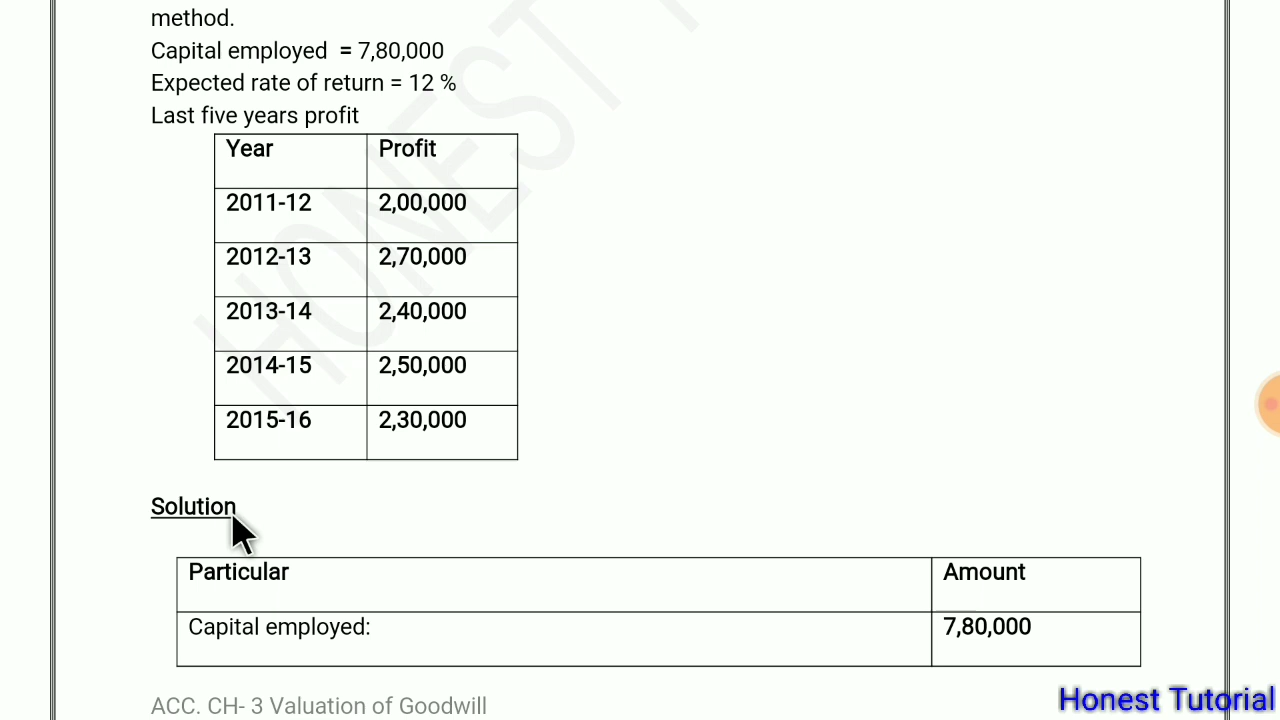 method.
Capital employed = 7,80,000
Expected rate of return = 12 %
Last five years profit
Year Profit
2011-12 2,00,000
2012-13 2,70,000
2013-14 2,40,000
2014-15 2,50,000
2015-16 2,30,000
Solution
Particular Amount
Capital employed: 7,80,000
ACC. CH- 3 Valuation of Goodwill
Honest Tutorial
HONEST T